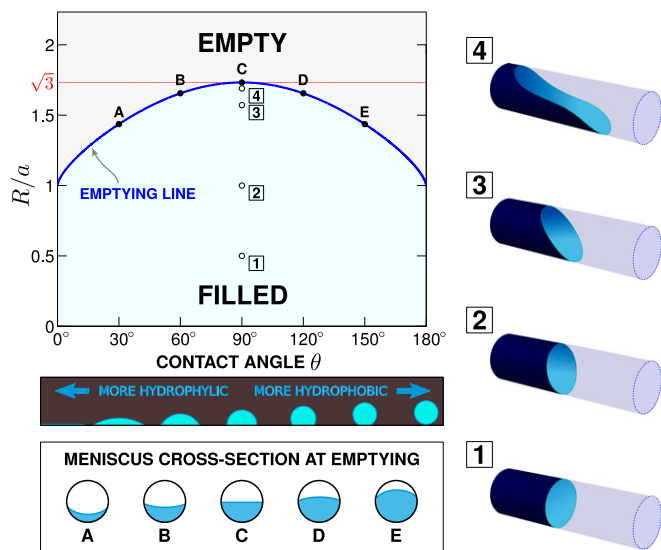 EMPTY
2
√3
C
B
D
4
1.5
3
A
E
R/a
1
2
EMPTYING LINE
0.5
1
FILLED
0
0° 30° 60° 90° 120° 150° 180°
CONTACT ANGLE θ
MORE HYDROPHYLIC MORE HYDROPHOBIC
MENISCUS CROSS-SECTION AT EMPTYING
A B C D E
4
3
2
1